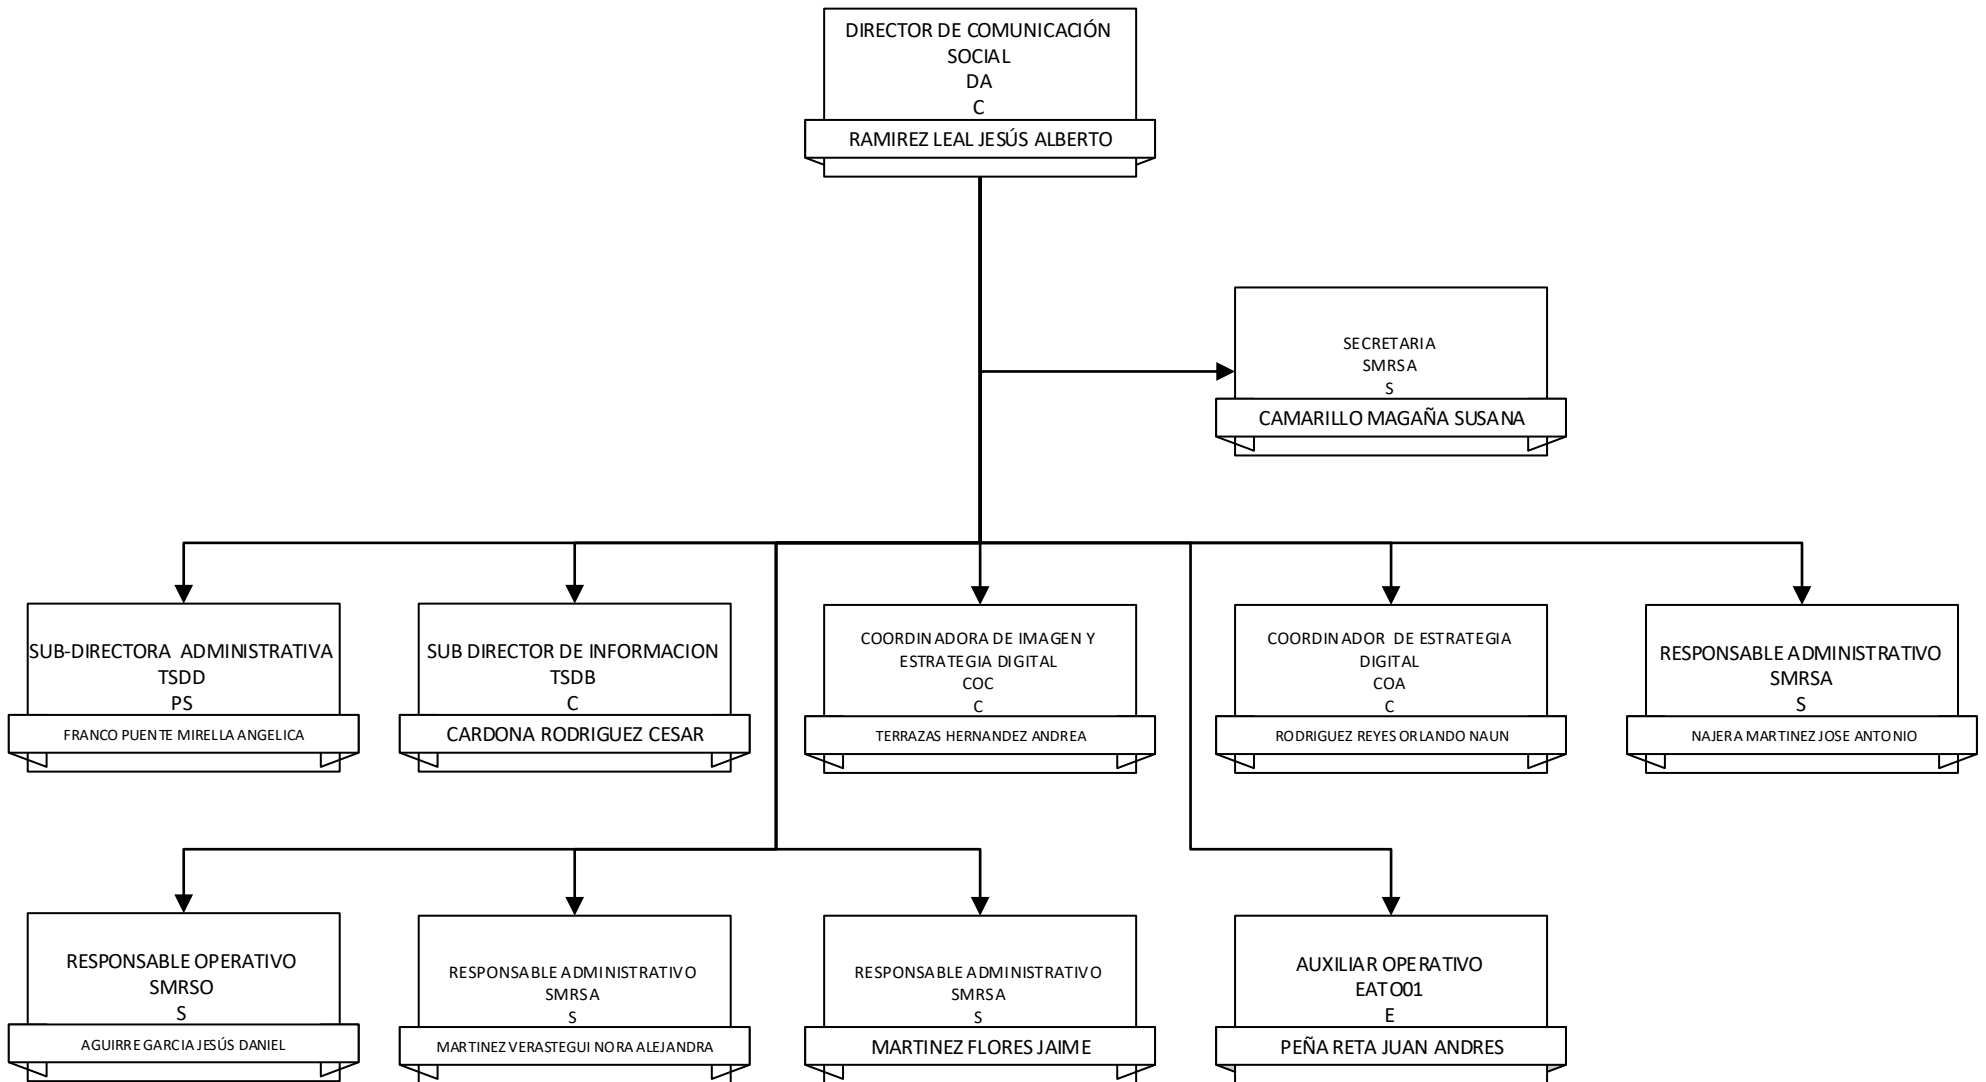 DIRECTOR DE COMUNICACIÓN
SOCIAL
DA
C
RAMIREZ LEAL JESÚS ALBERTO
SECRETARIA
SMRSA
S
CAMARILLO MAGAÑA SUSANA
SUB-DIRECTORA ADMINISTRATIVA
TSDD
PS
FRANCO PUENTE MIRELLA ANGELICA
SUB DIRECTOR DE INFORMACION
TSDB
C
CARDONA RODRIGUEZ CESAR
COORDINADORA DE IMAGEN Y
ESTRATEGIA DIGITAL
COC
C
TERRAZAS HERNANDEZ ANDREA
COORDINADOR DE ESTRATEGIA
DIGITAL
COA
C
RODRIGUEZ REYES ORLANDO NAUN
RESPONSABLE ADMINISTRATIVO
SMRSA
S
NAJERA MARTINEZ JOSE ANTONIO
RESPONSABLE OPERATIVO
SMRSO
S
AGUIRRE GARCIA JESÚS DANIEL
RESPONSABLE ADMINISTRATIVO
SMRSA
S
MARTINEZ VERASTEGUI NORA ALEJANDRA
RESPONSABLE ADMINISTRATIVO
SMRSA
S
MARTINEZ FLORES JAIME
AUXILIAR OPERATIVO
EATO01
E
PEÑA RETA JUAN ANDRES